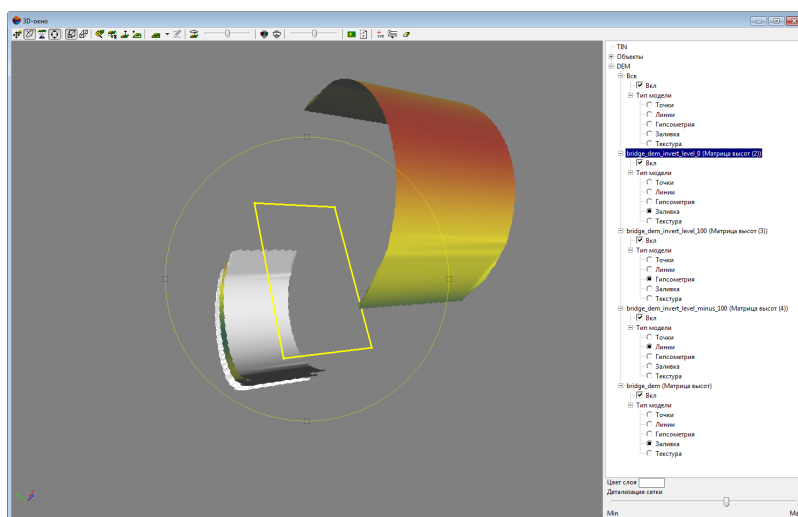 3D-окно
TIN
Объекты
DEM
Все
Вкл
Тип модели
Точки
Линии
Гипсометрия
Заливка
Текстура
bridge_dem_invert_level_0 (Матрица высот (2))
Вкл
Тип модели
Точки
Линии
Гипсометрия
Заливка
Текстура
bridge_dem_invert_level_100 (Матрица высот (3))
Вкл
Тип модели
Точки
Линии
Гипсометрия
Заливка
Текстура
bridge_dem_invert_level_minus_100 (Матрица высот (4))
Вкл
Тип модели
Точки
Линии
Гипсометрия
Заливка
Текстура
bridge_dem (Матрица высот)
Вкл
Тип модели
Точки
Линии
Гипсометрия
Заливка
Текстура
Цвет слоя
Детализация сетки
Min Ma